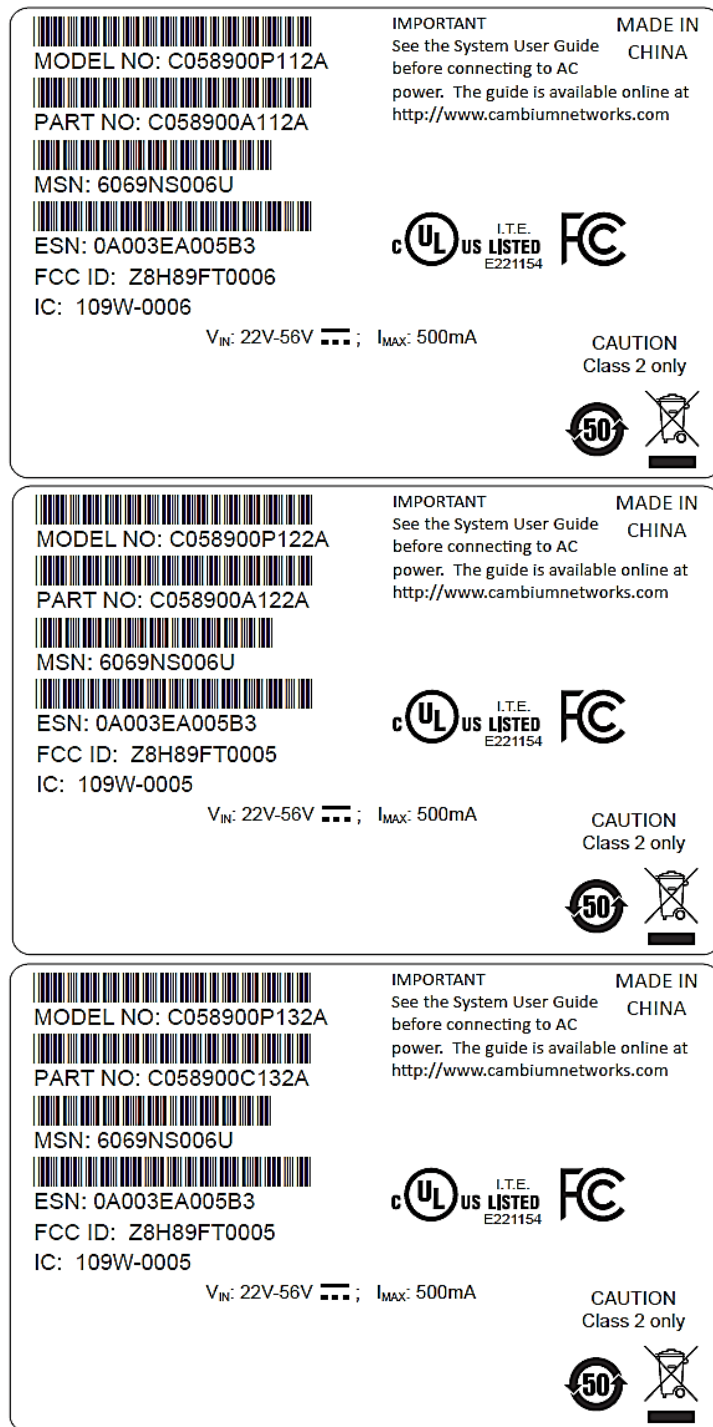 MODEL NO: C058900P112A
PART NO: C058900A112A
MSN: 6069NS006U
ESN: 0A003EA005B3
FCC ID: Z8H89FT0006
IC: 109W-0006
IMPORTANT
See the System User Guide
before connecting to AC
power. The guide is available online at
http://www.cambiumnetworks.com
MADE IN
CHINA
C UL US LISTED
I.T.E.
E221154
FC
VIN: 22V-56V ; IMAX: 500mA
CAUTION
Class 2 only
50
MODEL NO: C058900P122A
PART NO: C058900A122A
MSN: 6069NS006U
ESN: 0A003EA005B3
FCC ID: Z8H89FT0005
IC: 109W-0005
IMPORTANT
See the System User Guide
before connecting to AC
power. The guide is available online at
http://www.cambiumnetworks.com
MADE IN
CHINA
C UL US LISTED
I.T.E.
E221154
FC
VIN: 22V-56V ; IMAX: 500mA
CAUTION
Class 2 only
50
MODEL NO: C058900P132A
PART NO: C058900C132A
MSN: 6069NS006U
ESN: 0A003EA005B3
FCC ID: Z8H89FT0005
IC: 109W-0005
IMPORTANT
See the System User Guide
before connecting to AC
power. The guide is available online at
http://www.cambiumnetworks.com
MADE IN
CHINA
C UL US LISTED
I.T.E.
E221154
FC
VIN: 22V-56V ; IMAX: 500mA
CAUTION
Class 2 only
50